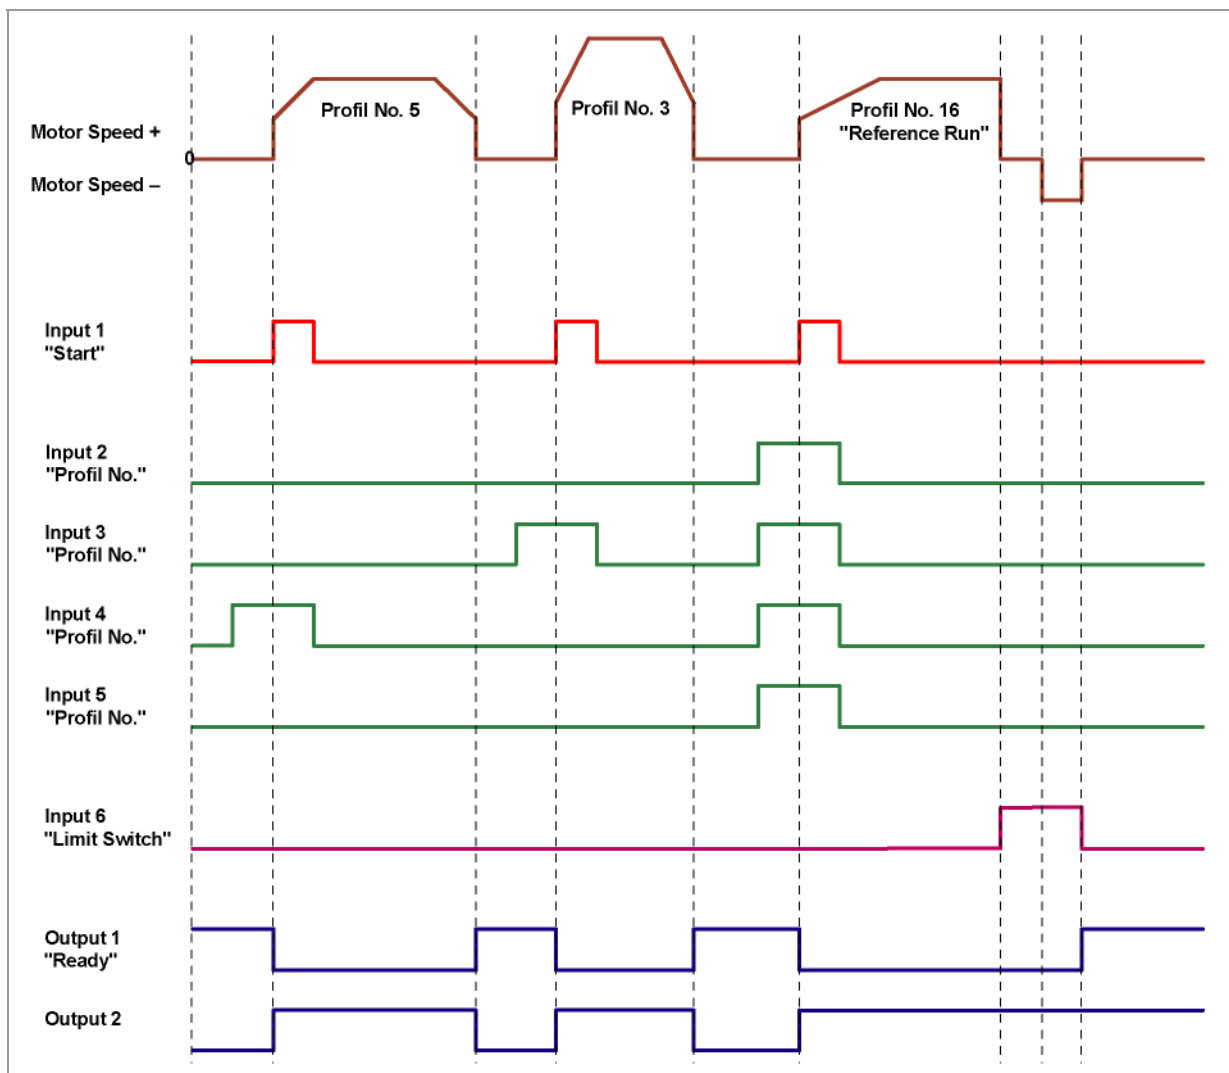 Profil No. 5
Profil No. 3
Profil No. 16
"Reference Run"
Motor Speed +
0
Motor Speed –
Input 1
"Start"
Input 2
"Profil No."
Input 3
"Profil No."
Input 4
"Profil No."
Input 5
"Profil No."
Input 6
"Limit Switch"
Output 1
"Ready"
Output 2